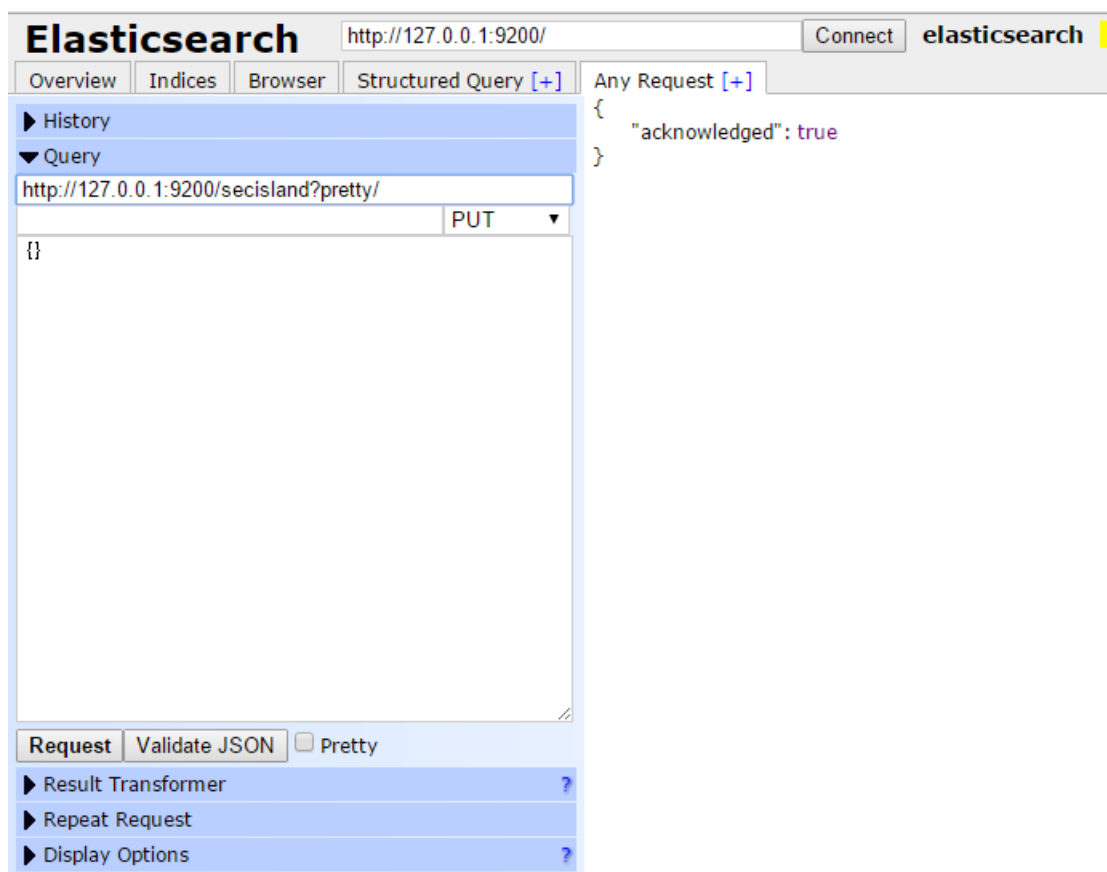 Elasticsearch http://127.0.0.1:9200/ Connect elasticsearch
Overview Indices Browser Structured Query [+] Any Request [+]
History
Query
http://127.0.0.1:9200/secisland?pretty/
PUT
{}
Request Validate JSON Pretty
Result Transformer ?
Repeat Request
Display Options ?
{
"acknowledged": true
}